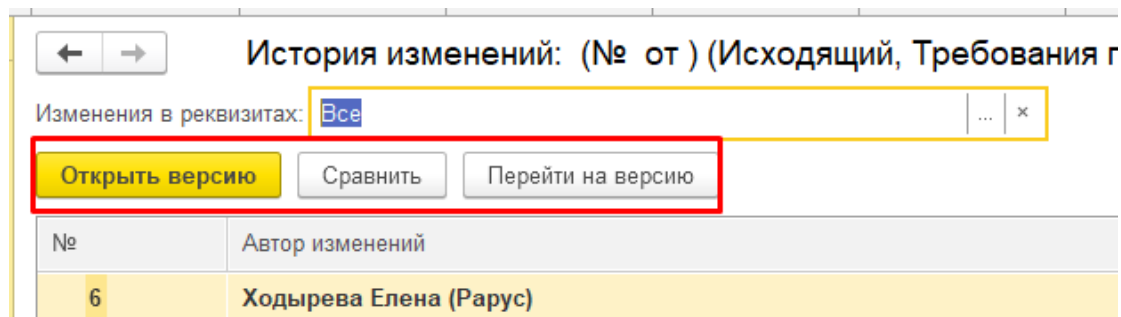 История изменений: (№ от ) (Исходящий, Требования г
Изменения в реквизитах: Все ... ×
Открыть версию Сравнить Перейти на версию
№ Автор изменений
6 Ходырева Елена (Рарус)